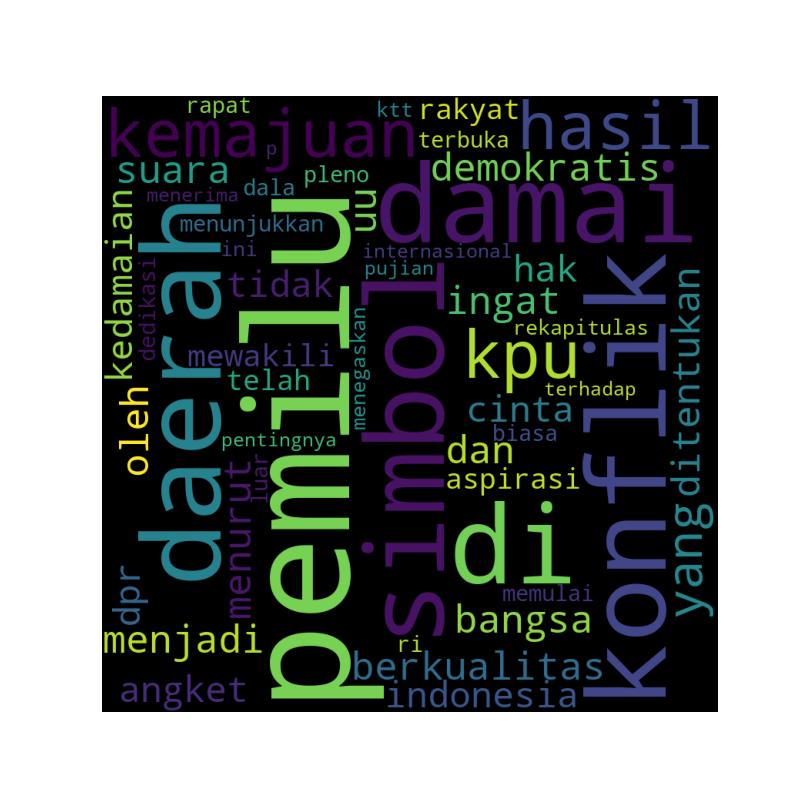 rapat
ktt
rakyat
hasil
kemajuan
p
terbuka
suara
pleno
demokratis
menerima
dala
damai
uu
kedamaian
daerah
menunjukkan
pemilu
ini
internasional
dedikasi
tidak
pujian
simbol
hak
konflik
ingat
ditentukan
menegaskan
rekapitulas
mewakili
kpu
telah
terhadap
oleh
cinta
biasa
pentingnya
dan
luar
menurut
aspirasi
di
yang
dpr
memulai
bangsa
menjadi
ri
berkualitas
angket
indonesia